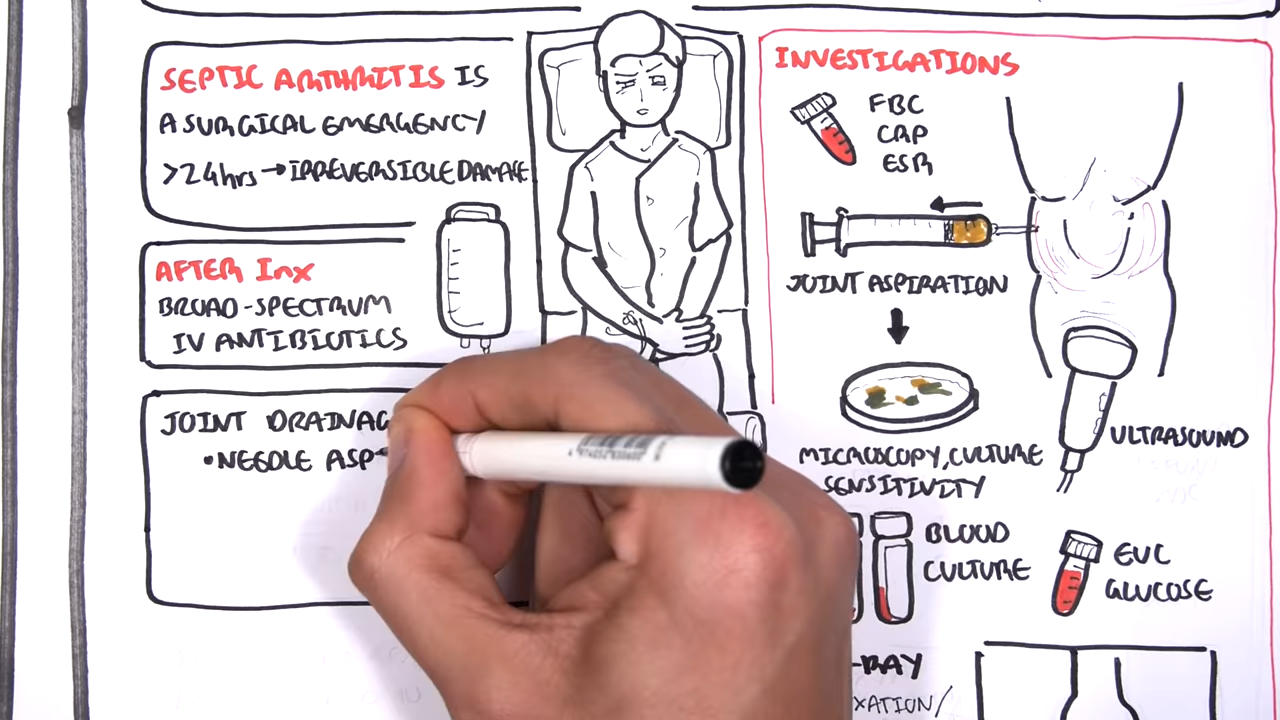 SEPTIC ARTHRITIS IS
A SURGICAL EMERGENCY
>24hrs → IRREVERSIBLE DAMAGE
AFTER Inx
BROAD-SPECTRUM
IV ANTIBIOTICS
JOINT DRAINAG
• NEEDLE ASP
INVESTIGATIONS
FBC
CRP
ESR
JOINT ASPIRATION
MICROSCOPY, CULTURE
SENSITIVITY
ULTRASOUND
BLOOD
CULTURE
EUC
GLUCOSE
-RAY
XATION/